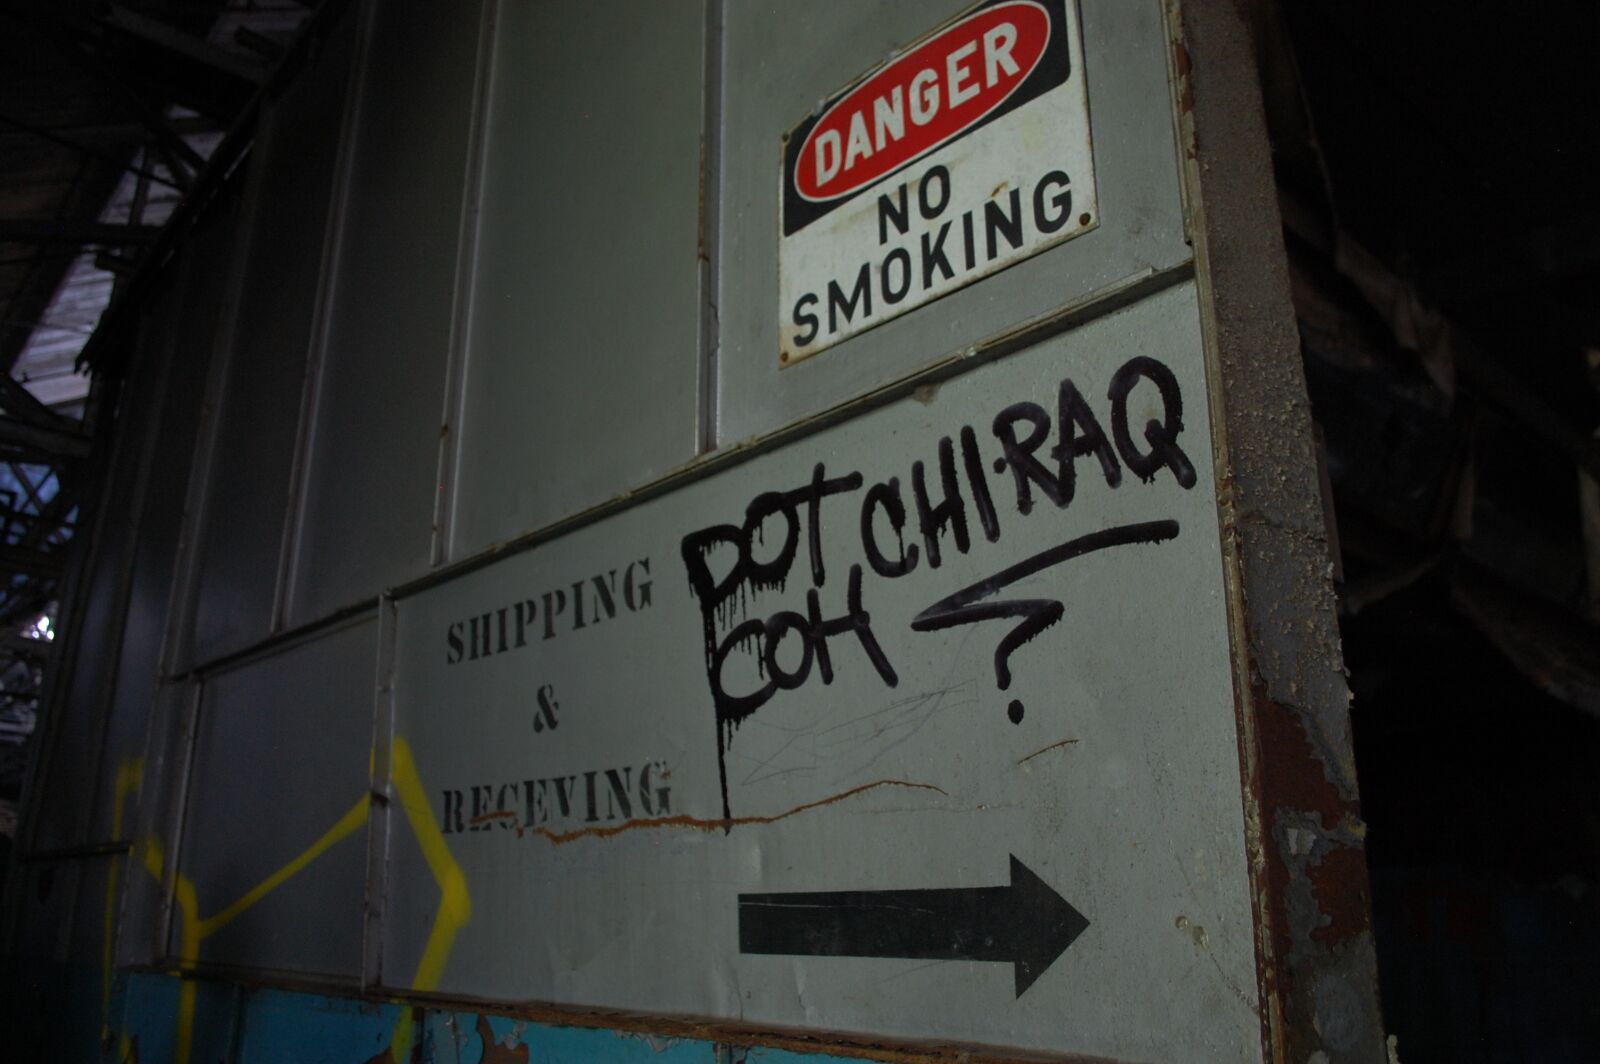 DANGER
NO
SMOKING
DOT CHI-RAQ
COH
?
SHIPPING
&
RECEVING